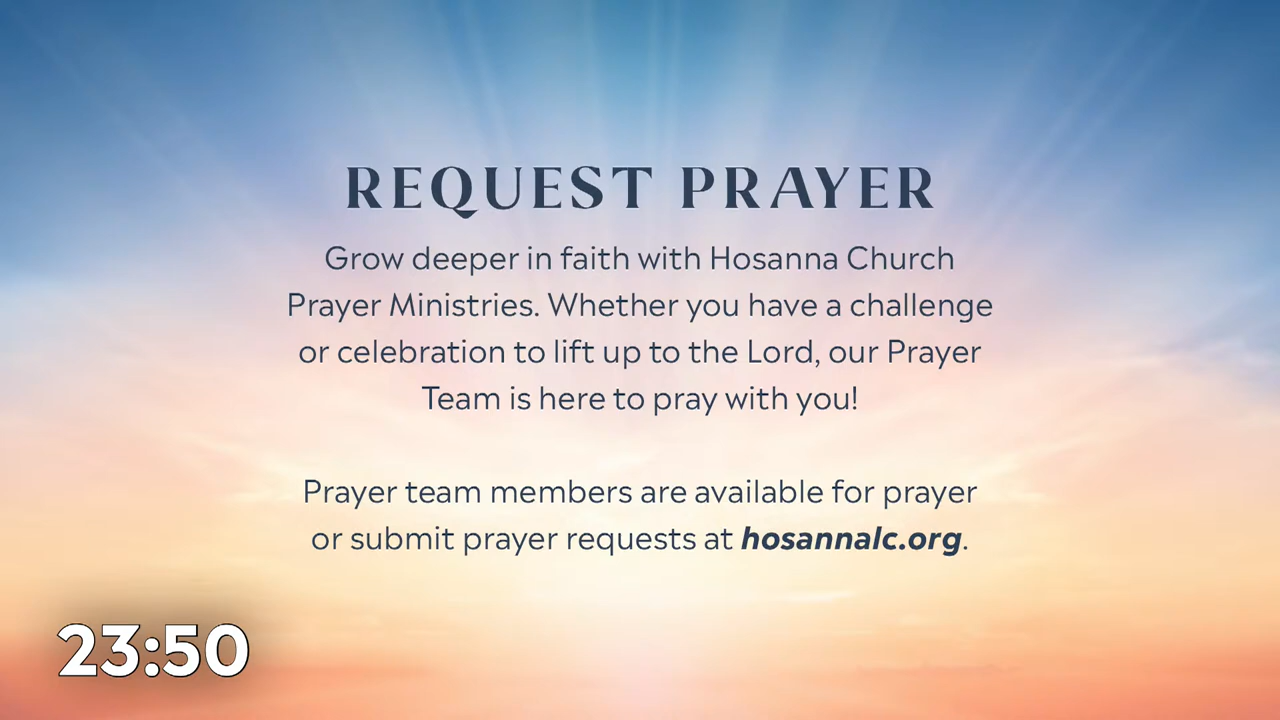 REQUEST PRAYER
Grow deeper in faith with Hosanna Church
Prayer Ministries. Whether you have a challenge
or celebration to lift up to the Lord, our Prayer
Team is here to pray with you!
Prayer team members are available for prayer
or submit prayer requests at hosannalc.org.
23:50